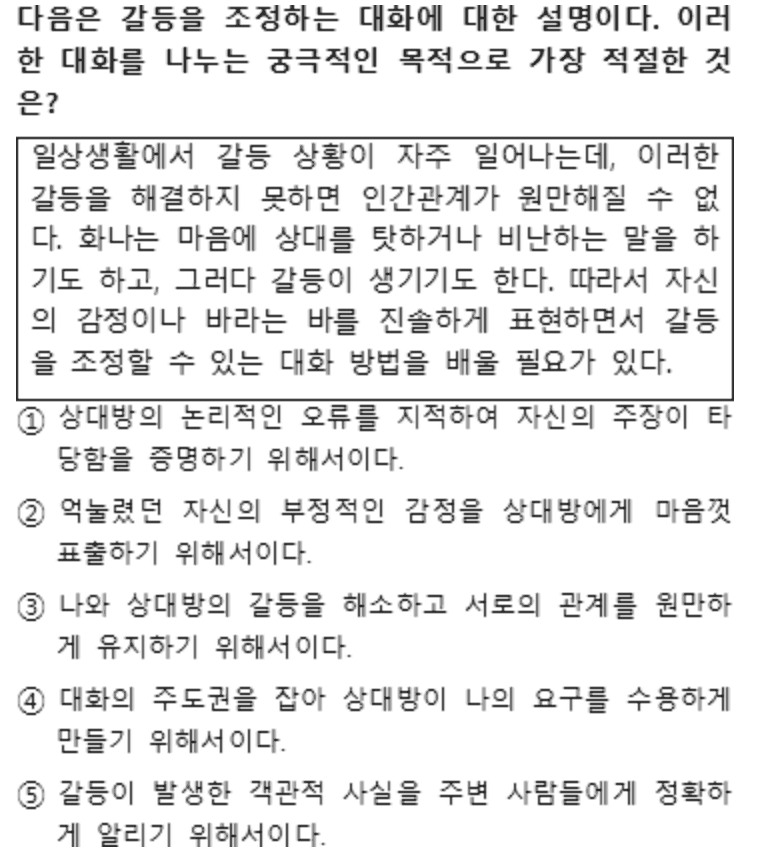 다음은 갈등을 조정하는 대화에 대한 설명이다. 이러
한 대화를 나누는 궁극적인 목적으로 가장 적절한 것
은?
일상생활에서 갈등 상황이 자주 일어나는데, 이러한
갈등을 해결하지 못하면 인간관계가 원만해질 수 없
다. 화나는 마음에 상대를 탓하거나 비난하는 말을 하
기도 하고, 그러다 갈등이 생기기도 한다. 따라서 자신
의 감정이나 바라는 바를 진솔하게 표현하면서 갈등
을 조정할 수 있는 대화 방법을 배울 필요가 있다.
① 상대방의 논리적인 오류를 지적하여 자신의 주장이 타
당함을 증명하기 위해서이다.
② 억눌렸던 자신의 부정적인 감정을 상대방에게 마음껏
표출하기 위해서이다.
③ 나와 상대방의 갈등을 해소하고 서로의 관계를 원만하
게 유지하기 위해서이다.
④ 대화의 주도권을 잡아 상대방이 나의 요구를 수용하게
만들기 위해서이다.
⑤ 갈등이 발생한 객관적 사실을 주변 사람들에게 정확하
게 알리기 위해서이다.